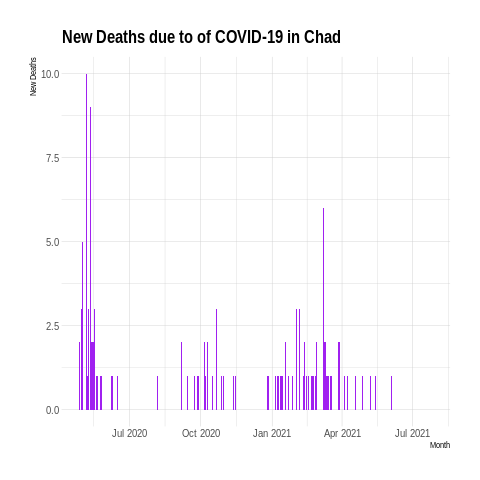 New Deaths due to of COVID-19 in Chad
New Deaths
10.0
7.5
5.0
2.5
0.0
Jul 2020 Oct 2020 Jan 2021 Apr 2021 Jul 2021
Month